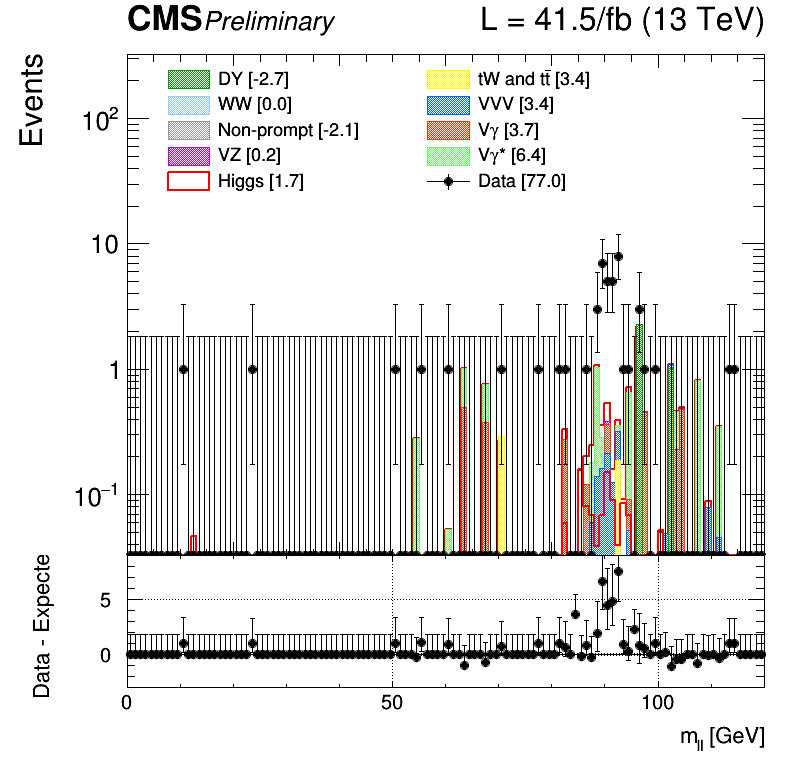 CMS Preliminary L = 41.5/fb (13 TeV)
Events
DY [-2.7]
WW [0.0]
Non-prompt [-2.1]
VZ [0.2]
Higgs [1.7]
tW and tt̄ [3.4]
VVV [3.4]
Vγ [3.7]
Vγ* [6.4]
Data [77.0]
10²
10
1
10⁻¹
Data - Expecte
5
0
0 50 100
m_ll [GeV]